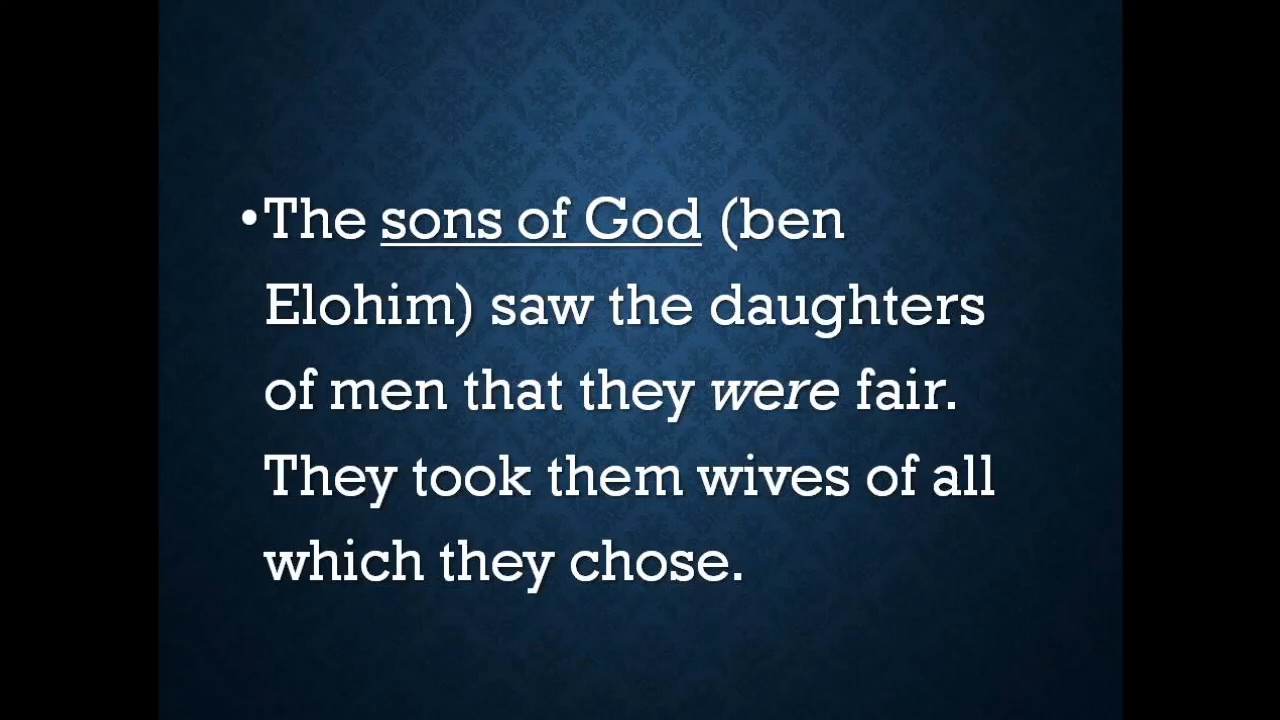 •The sons of God (ben
Elohim) saw the daughters
of men that they were fair.
They took them wives of all
which they chose.